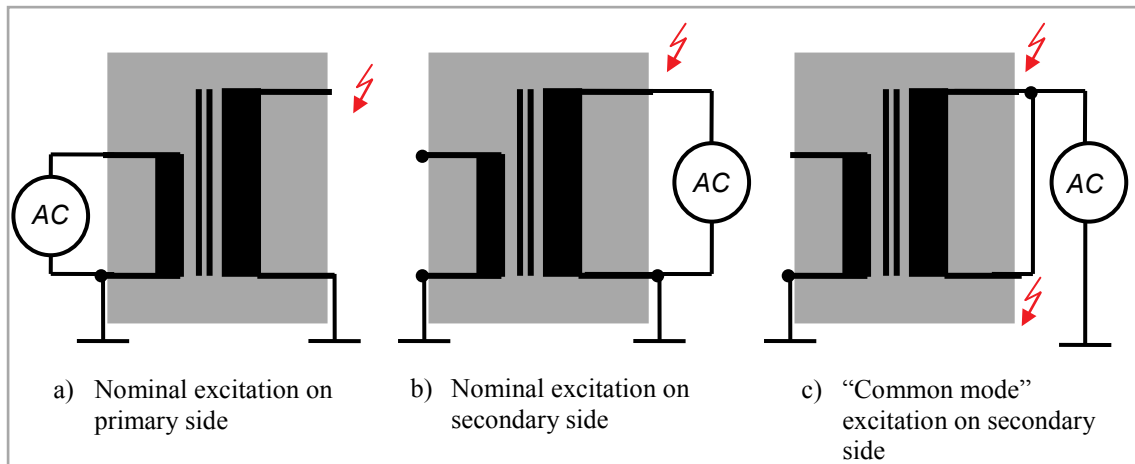 AC
AC
AC
a) Nominal excitation on
primary side
b) Nominal excitation on
secondary side
c) “Common mode”
excitation on secondary
side